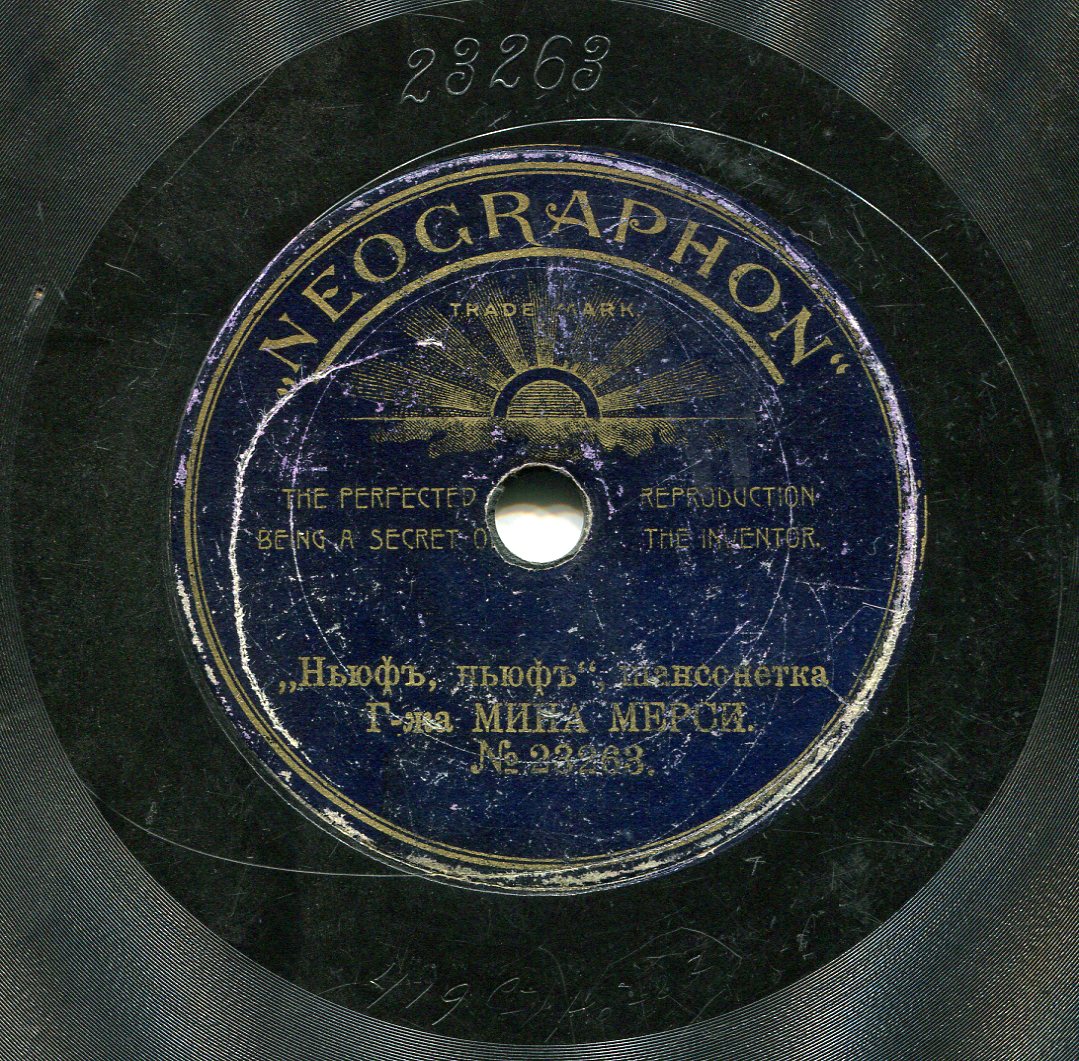 23263
„NEOGRAPHON“
TRADE MARK
THE PERFECTED REPRODUCTION
BEING A SECRET O THE INVENTOR.
„Ньюфъ, ньюфъ“, шансонетка
Г-жа МИНА МЕРСИ.
№ 23263.